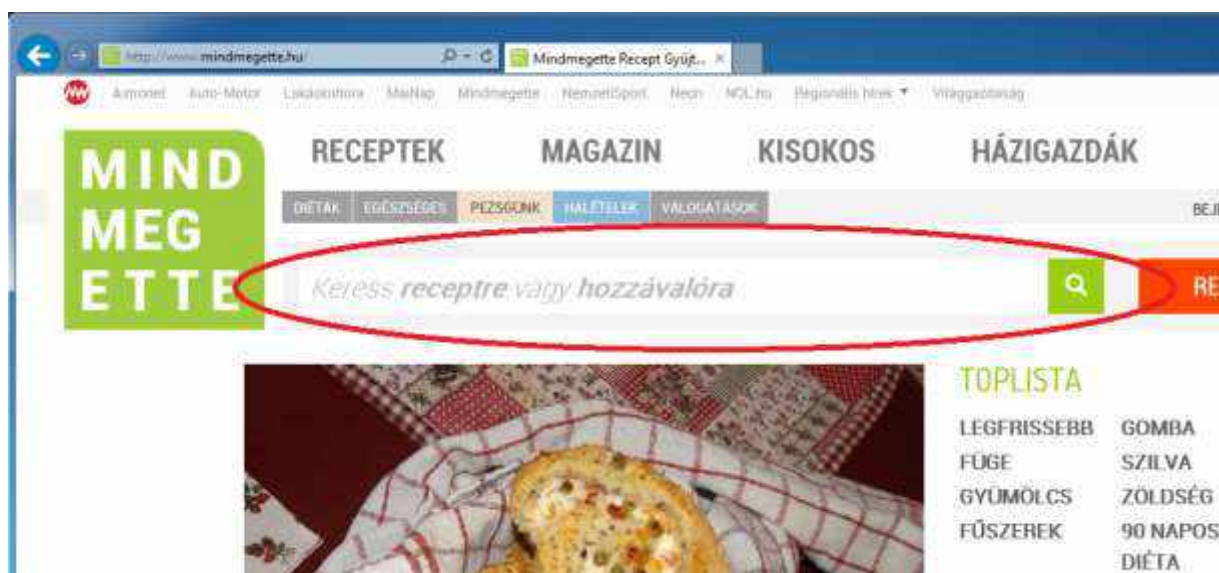 http://www.mindmegette.hu/
Mindmegette Recept Gyűjt... ×
Auto-Motor Lakáskultúra MaiNap Mindmegette NemzetiSport Neon NOL.hu Regionális hírek ▼ Világgazdaság
MIND
MEG
ETTE
RECEPTEK MAGAZIN KISOKOS HÁZIGAZDÁK
DIÉTÁK EGÉSZSÉGES PEZSGŐNK HALÉTELEK VÁLOGATÁSOK
Keress receptre vagy hozzávalóra
RE
TOPLISTA
LEGFRISSEBB GOMBA
FÜGE SZILVA
GYÜMÖLCS ZÖLDSÉG
FŰSZEREK 90 NAPOS
DIÉTA